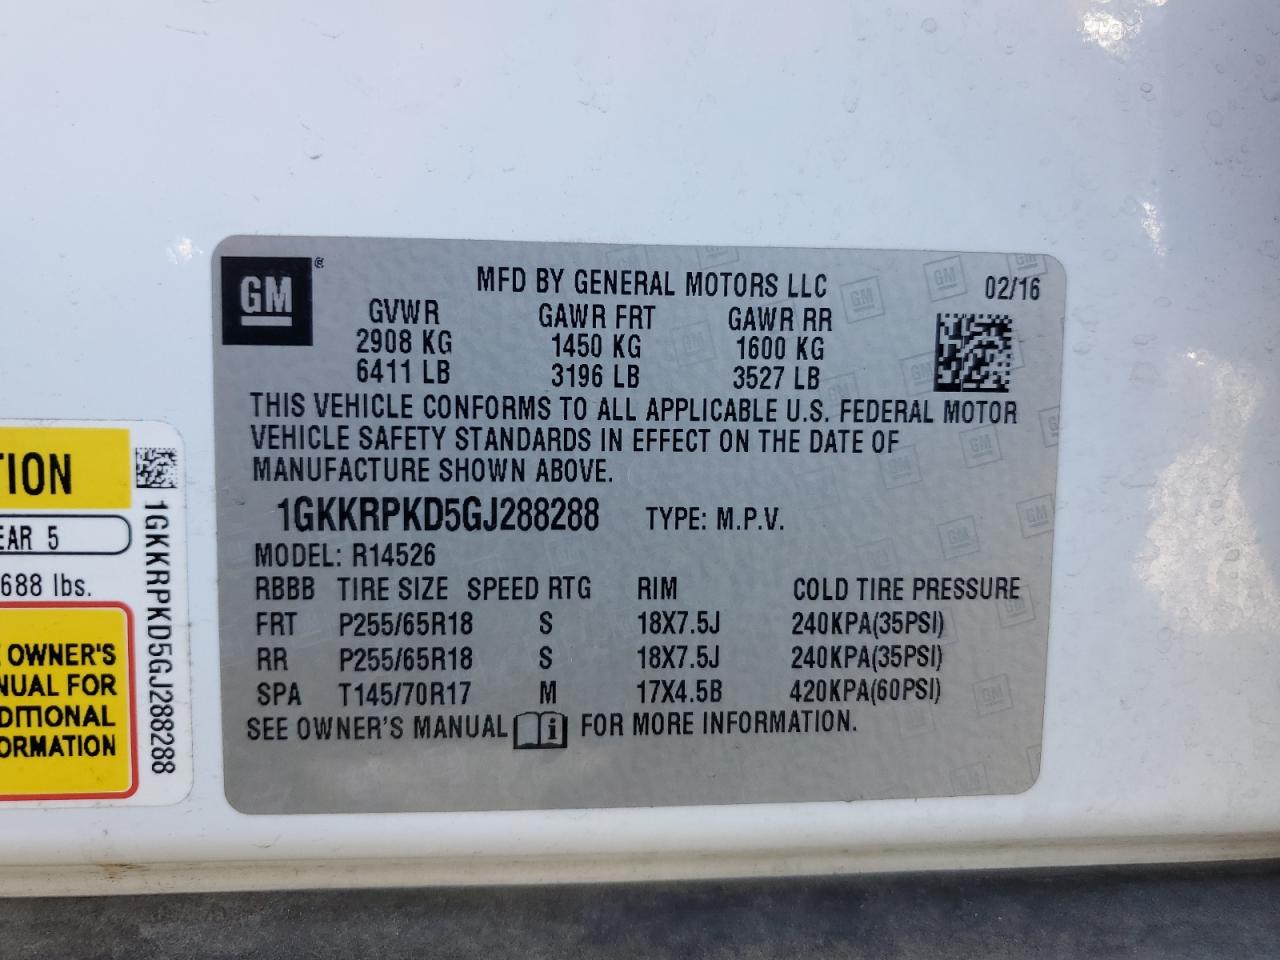 GM
MFD BY GENERAL MOTORS LLC 02/16
GVWR GAWR FRT GAWR RR
2908 KG 1450 KG 1600 KG
6411 LB 3196 LB 3527 LB
THIS VEHICLE CONFORMS TO ALL APPLICABLE U.S. FEDERAL MOTOR
VEHICLE SAFETY STANDARDS IN EFFECT ON THE DATE OF
MANUFACTURE SHOWN ABOVE.
1GKKRPKD5GJ288288 TYPE: M.P.V.
MODEL: R14526
RBBB TIRE SIZE SPEED RTG RIM COLD TIRE PRESSURE
FRT P255/65R18 S 18X7.5J 240KPA(35PSI)
RR P255/65R18 S 18X7.5J 240KPA(35PSI)
SPA T145/70R17 M 17X4.5B 420KPA(60PSI)
SEE OWNER'S MANUAL i FOR MORE INFORMATION.
TION
EAR 5
688 lbs.
OWNER'S
NUAL FOR
DDITIONAL
ORMATION
1GKKRPKD5GJ288288